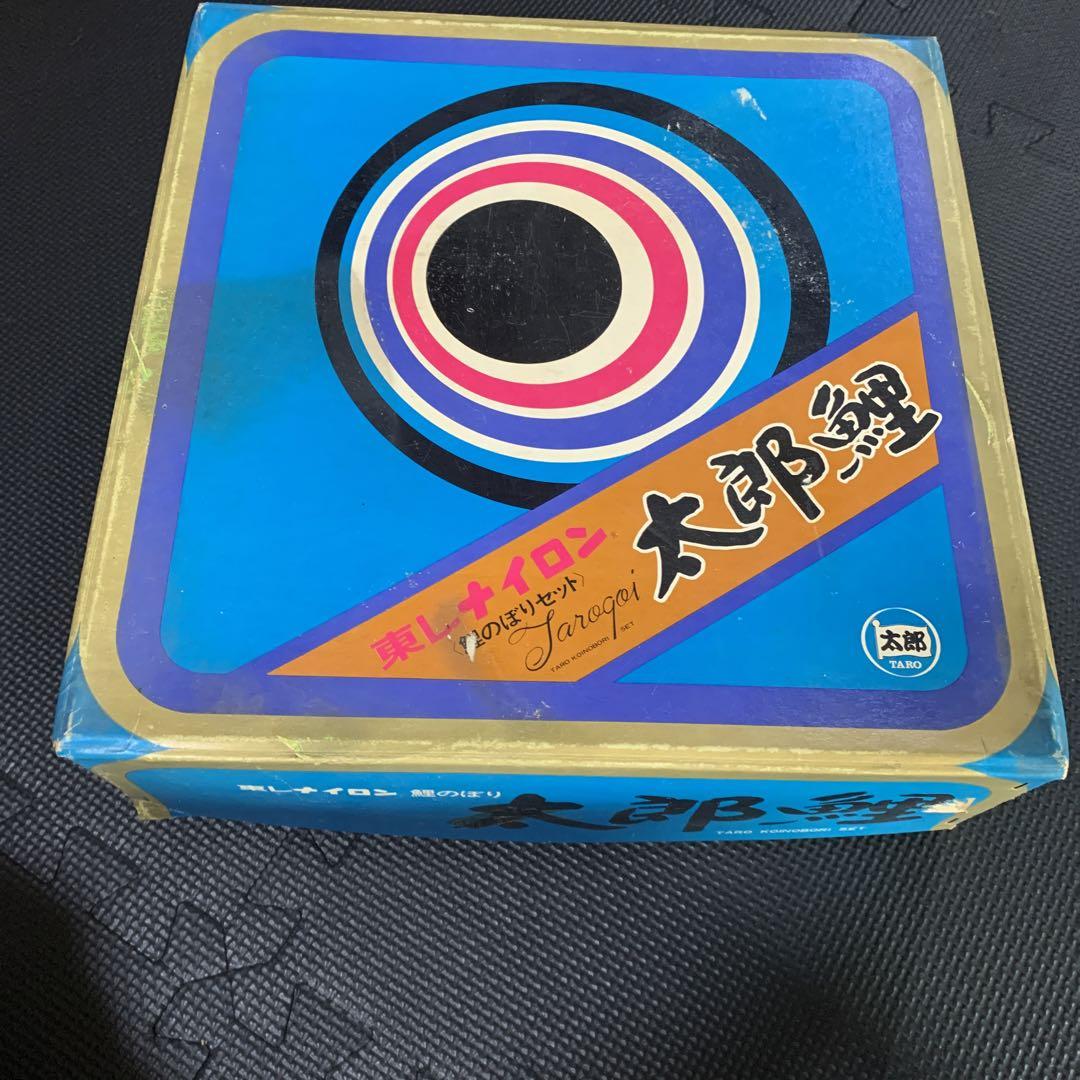 東レナイロン
〈鯉のぼりセット〉
Tarogoi
TARO KOINOBORI SET
太郎鯉
太郎
TARO
東レナイロン 鯉のぼり
太郎鯉
TARO KOINOBORI SET